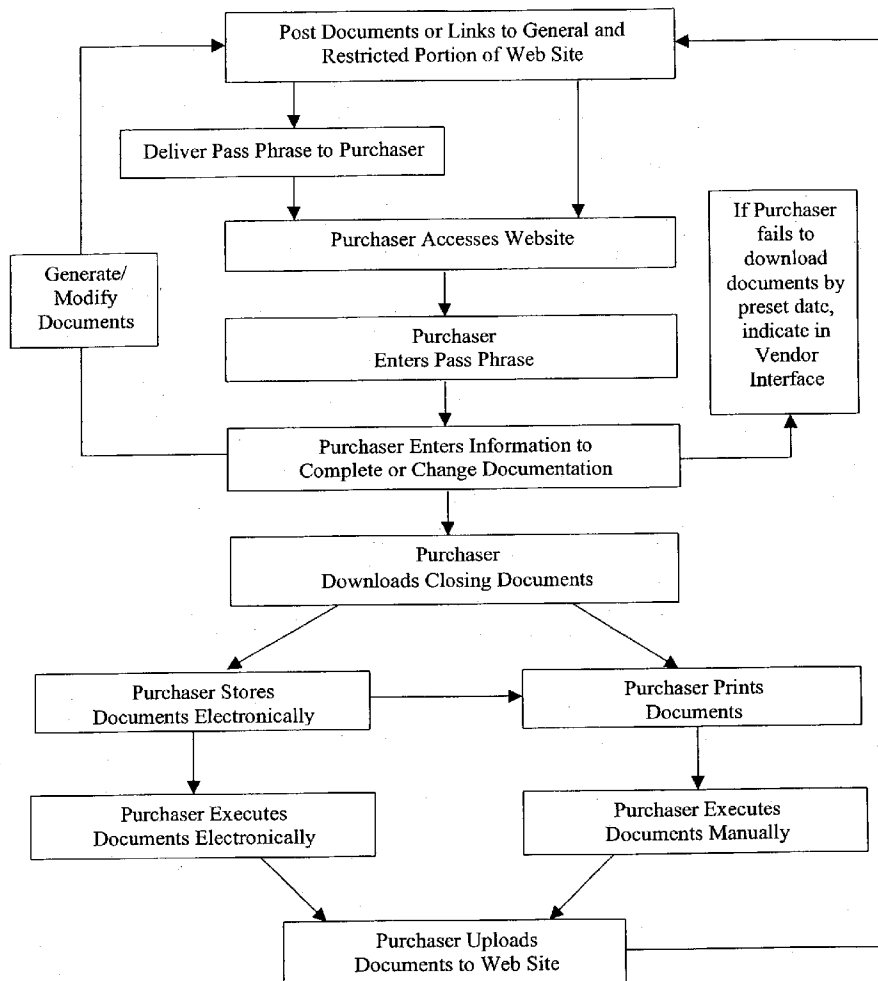 Post Documents or Links to General and
Restricted Portion of Web Site
Deliver Pass Phrase to Purchaser
Purchaser Accesses Website
If Purchaser
fails to
download
documents by
preset date,
indicate in
Vendor
Interface
Generate/
Modify
Documents
Purchaser
Enters Pass Phrase
Purchaser Enters Information to
Complete or Change Documentation
Purchaser
Downloads Closing Documents
Purchaser Stores
Documents Electronically
Purchaser Prints
Documents
Purchaser Executes
Documents Electronically
Purchaser Executes
Documents Manually
Purchaser Uploads
Documents to Web Site